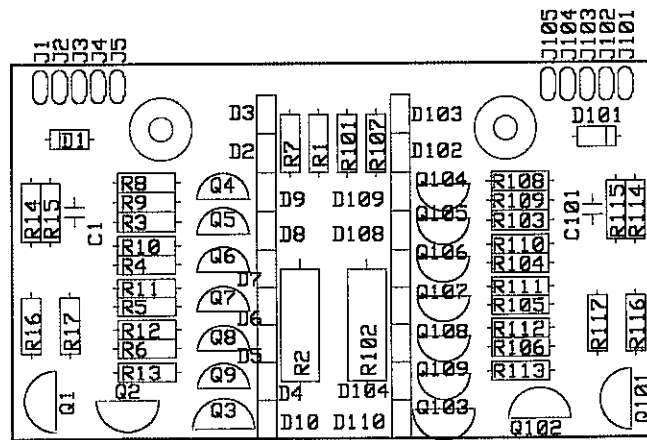 J1
J2
J3
J4
J5
J105
J104
J103
J102
J101
D1
D3
D2
R7
R1
R101
R107
D103
D102
D101
R14
R15
C1
R8
R9
R3
R10
R4
R11
R5
R12
R6
R13
Q4
Q5
Q6
Q7
Q8
Q9
Q3
D9
D8
D7
D6
D5
D4
D10
D109
D108
D104
D110
R2
R102
Q104
Q105
Q106
Q107
Q108
Q109
Q103
R108
R109
R103
R110
R104
R111
R105
R112
R106
R113
C101
R115
R114
R16
R17
R117
R116
Q1
Q2
Q102
Q101